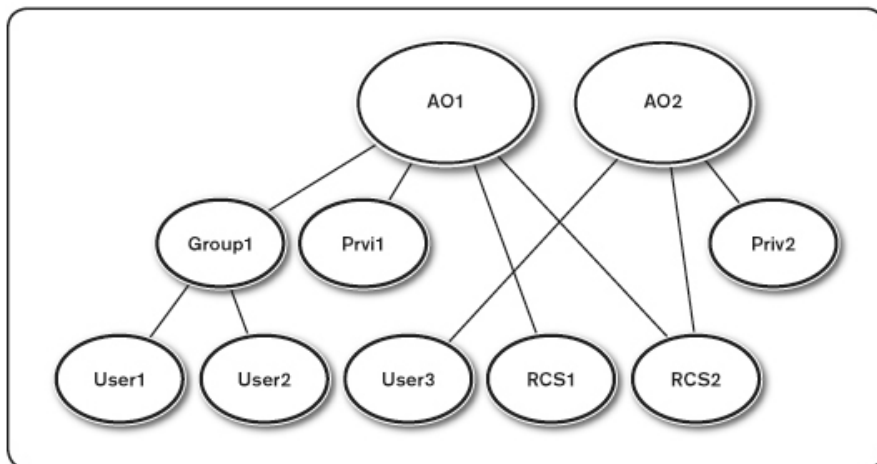 AO1
AO2
Group1
Prvi1
Priv2
User1
User2
User3
RCS1
RCS2